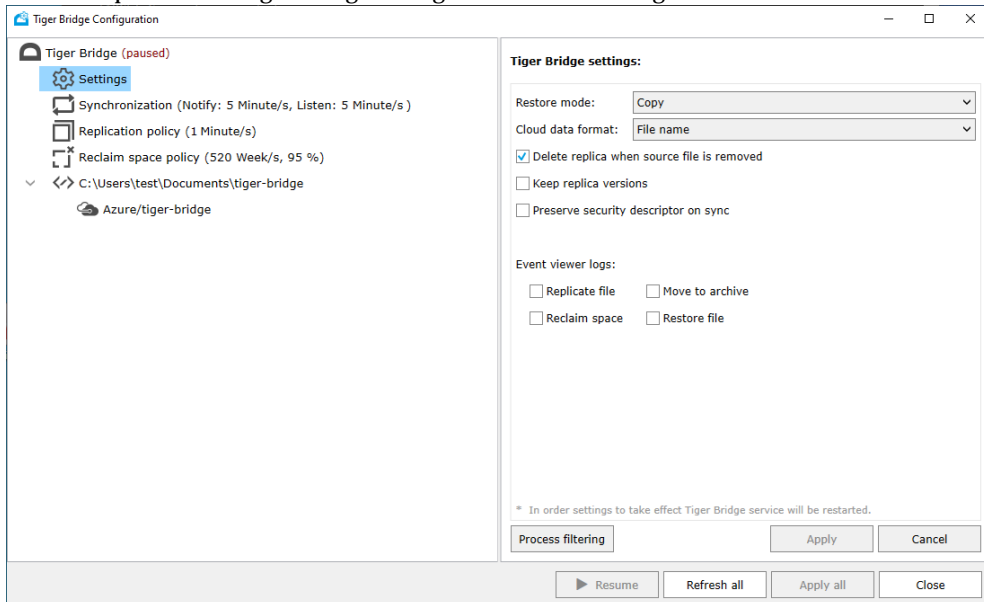 Tiger Bridge Configuration
Tiger Bridge (paused)
Settings
Synchronization (Notify: 5 Minute/s, Listen: 5 Minute/s )
Replication policy (1 Minute/s)
Reclaim space policy (520 Week/s, 95 %)
C:\Users\test\Documents\tiger-bridge
Azure/tiger-bridge
Tiger Bridge settings:
Restore mode: Copy
Cloud data format: File name
Delete replica when source file is removed
Keep replica versions
Preserve security descriptor on sync
Event viewer logs:
Replicate file Move to archive
Reclaim space Restore file
* In order settings to take effect Tiger Bridge service will be restarted.
Process filtering Apply Cancel
Resume Refresh all Apply all Close